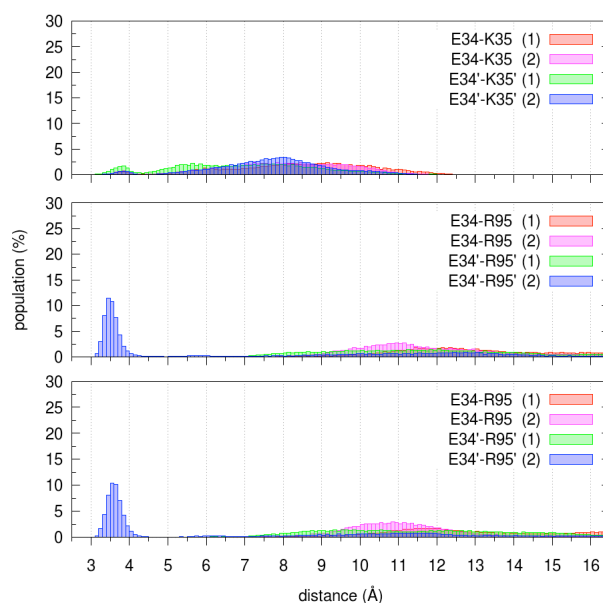 30
25
20
15
10
5
0
E34-K35 (1)
E34-K35 (2)
E34'-K35' (1)
E34'-K35' (2)
population (%)
30
25
20
15
10
5
0
E34-R95 (1)
E34-R95 (2)
E34'-R95' (1)
E34'-R95' (2)
30
25
20
15
10
5
0
E34-R95 (1)
E34-R95 (2)
E34'-R95' (1)
E34'-R95' (2)
3 4 5 6 7 8 9 10 11 12 13 14 15 16
distance (Å)